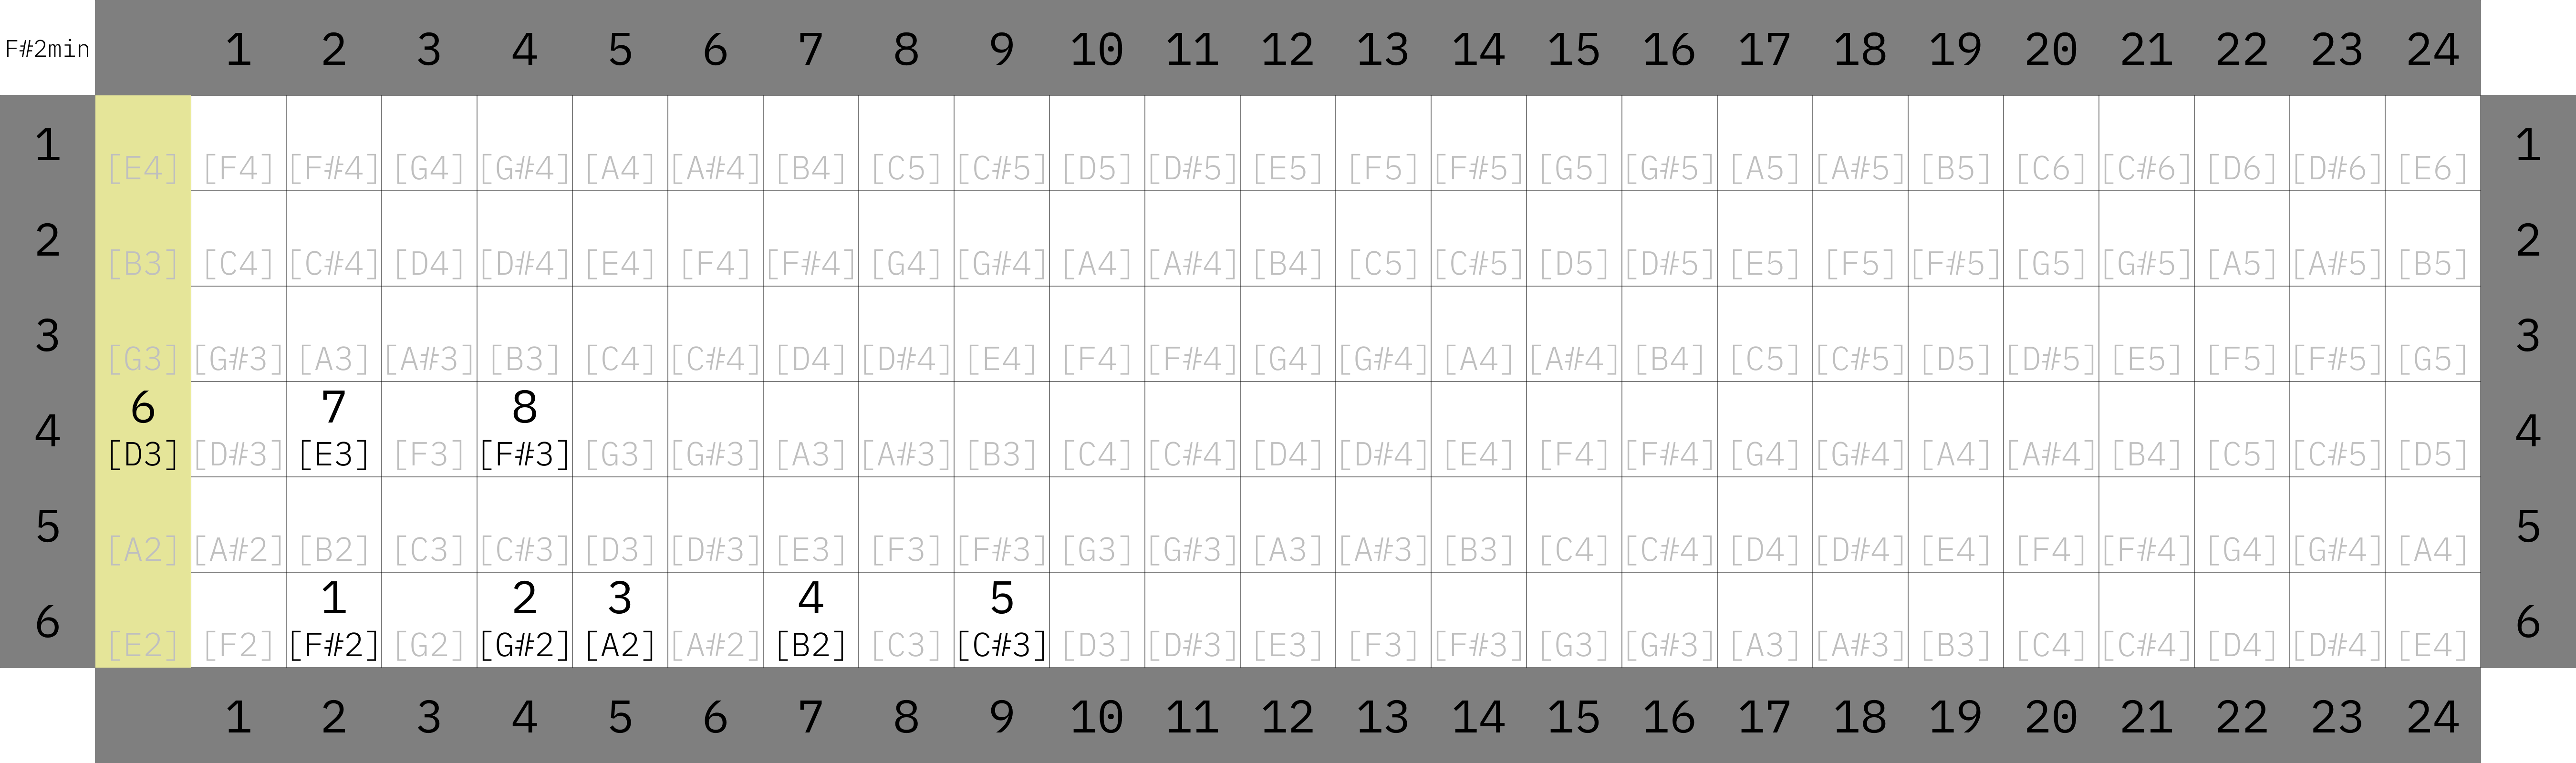 F#2min 1 2 3 4 5 6 7 8 9 10 11 12 13 14 15 16 17 18 19 20 21 22 23 24
1 [E4] [F4] [F#4] [G4] [G#4] [A4] [A#4] [B4] [C5] [C#5] [D5] [D#5] [E5] [F5] [F#5] [G5] [G#5] [A5] [A#5] [B5] [C6] [C#6] [D6] [D#6] [E6] 1
2 [B3] [C4] [C#4] [D4] [D#4] [E4] [F4] [F#4] [G4] [G#4] [A4] [A#4] [B4] [C5] [C#5] [D5] [D#5] [E5] [F5] [F#5] [G5] [G#5] [A5] [A#5] [B5] 2
3 [G3] [G#3] [A3] [A#3] [B3] [C4] [C#4] [D4] [D#4] [E4] [F4] [F#4] [G4] [G#4] [A4] [A#4] [B4] [C5] [C#5] [D5] [D#5] [E5] [F5] [F#5] [G5] 3
6 7 8
4 [D3] [D#3] [E3] [F3] [F#3] [G3] [G#3] [A3] [A#3] [B3] [C4] [C#4] [D4] [D#4] [E4] [F4] [F#4] [G4] [G#4] [A4] [A#4] [B4] [C5] [C#5] [D5] 4
5 [A2] [A#2] [B2] [C3] [C#3] [D3] [D#3] [E3] [F3] [F#3] [G3] [G#3] [A3] [A#3] [B3] [C4] [C#4] [D4] [D#4] [E4] [F4] [F#4] [G4] [G#4] [A4] 5
1 2 3 4 5
6 [E2] [F2] [F#2] [G2] [G#2] [A2] [A#2] [B2] [C3] [C#3] [D3] [D#3] [E3] [F3] [F#3] [G3] [G#3] [A3] [A#3] [B3] [C4] [C#4] [D4] [D#4] [E4] 6
1 2 3 4 5 6 7 8 9 10 11 12 13 14 15 16 17 18 19 20 21 22 23 24